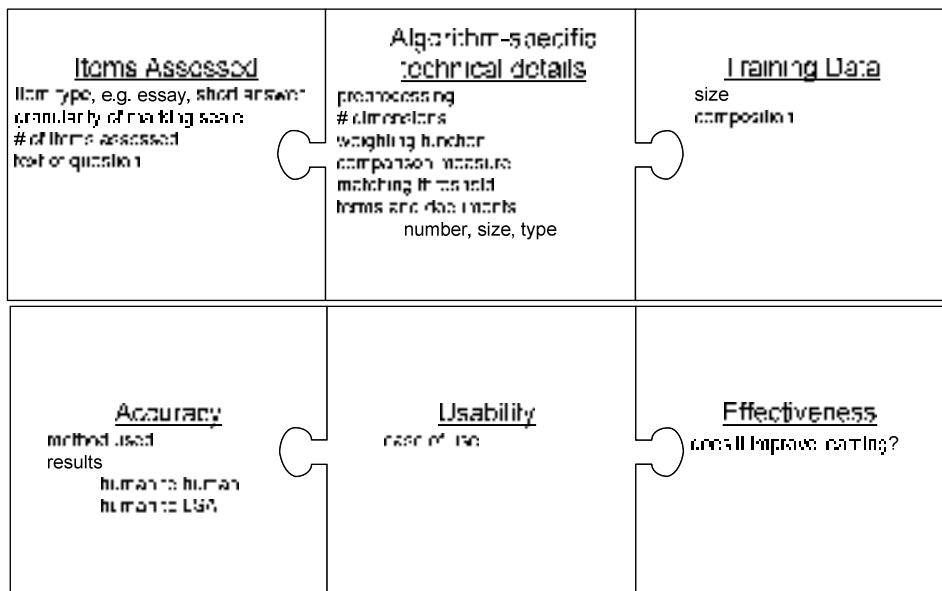 Items Assessed
item type, e.g. essay, short answer
granularity of marking scale
# of items assessed
text of question
Algorithm-specific
technical details
preprocessing
# dimensions
weighting function
comparison measure
matching threshold
terms and documents
number, size, type
Training Data
size
composition
Accuracy
method used
results
human to human
human to LSA
Usability
ease of use
Effectiveness
does it improve learning?